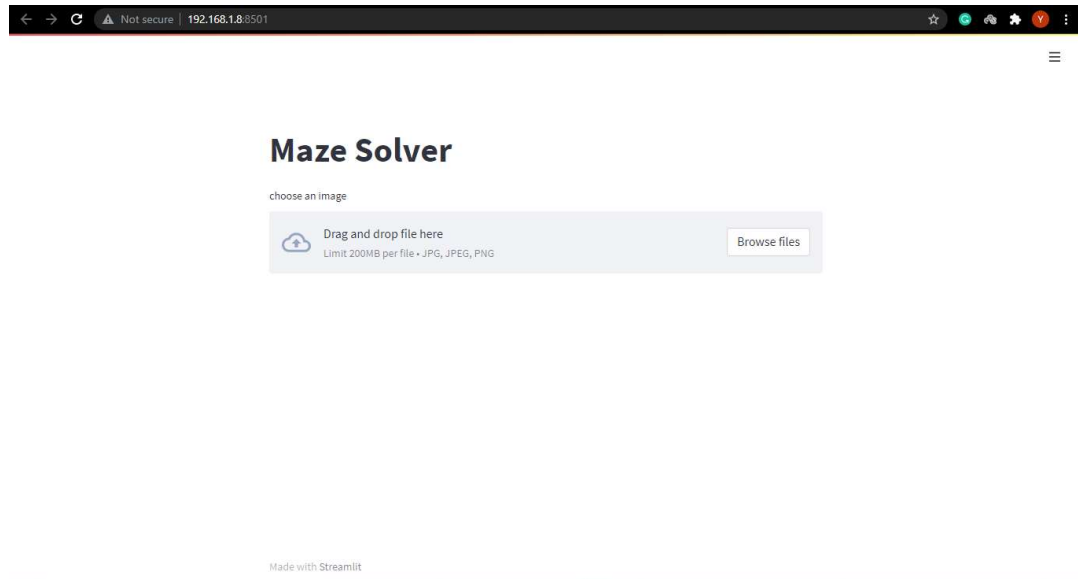 Not secure | 192.168.1.8:8501
Y
Maze Solver
choose an image
Drag and drop file here
Limit 200MB per file • JPG, JPEG, PNG
Browse files
Made with Streamlit